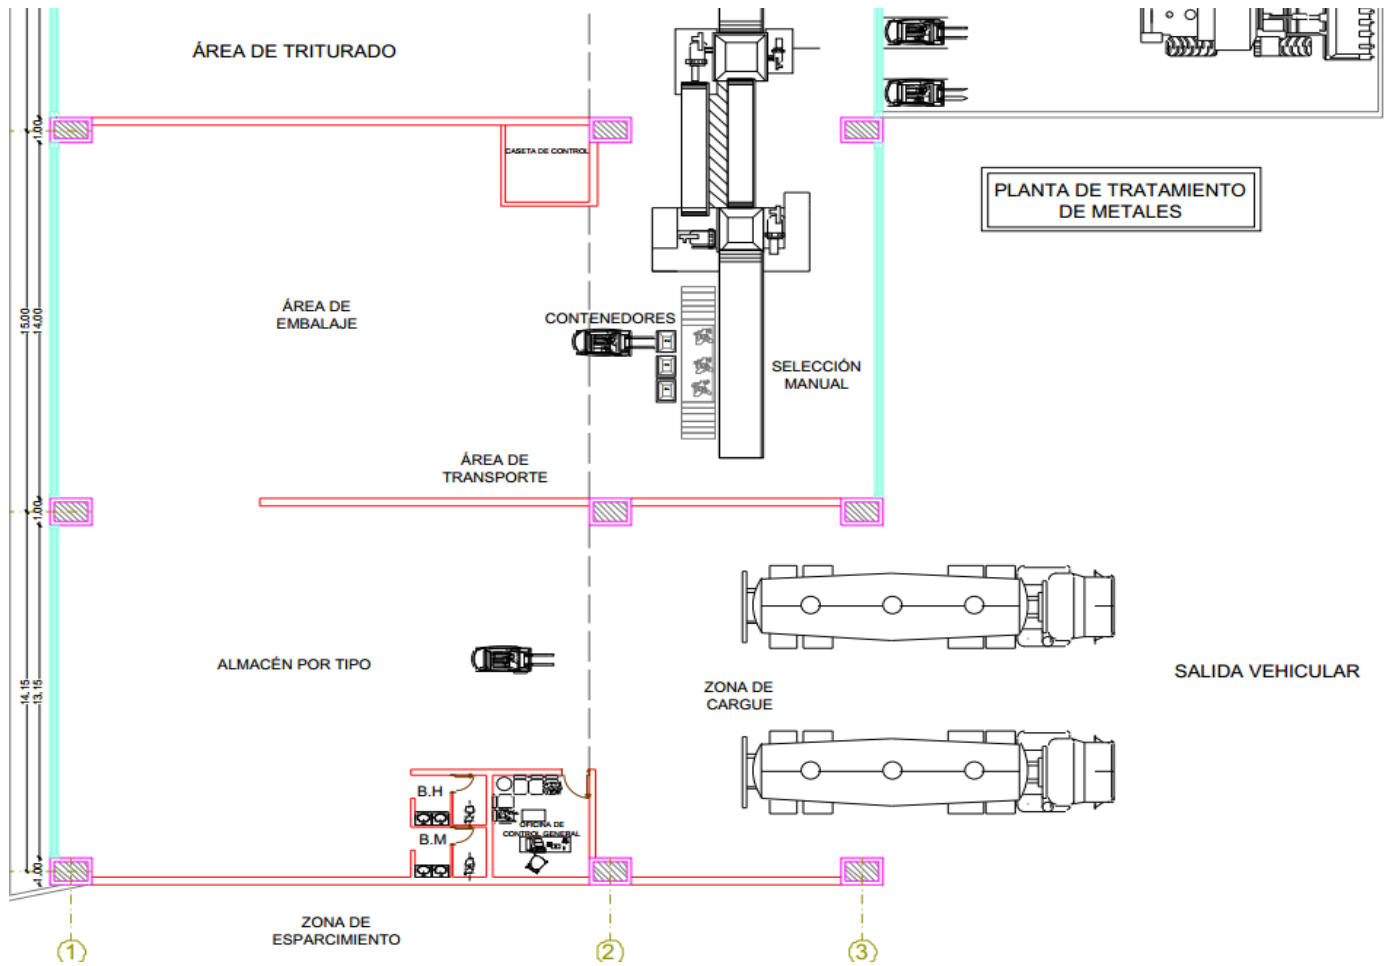 ÁREA DE TRITURADO
1.00
CASETA DE CONTROL
PLANTA DE TRATAMIENTO
DE METALES
ÁREA DE
EMBALAJE
15.00
14.00
CONTENEDORES
SELECCIÓN
MANUAL
ÁREA DE
TRANSPORTE
1.00
ALMACÉN POR TIPO
14.15
13.15
ZONA DE
CARGUE
SALIDA VEHICULAR
B.H
B.M
OFICINA DE
CONTROL GENERAL
1.00
ZONA DE
ESPARCIMIENTO
1
2
3